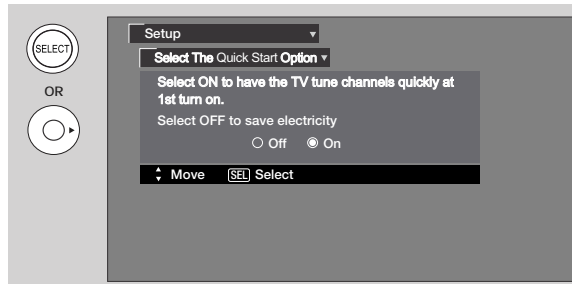 SELECT
OR
Setup
Select The Quick Start Option
Select ON to have the TV tune channels quickly at
1st turn on.
Select OFF to save electricity
Off On
Move SEL Select